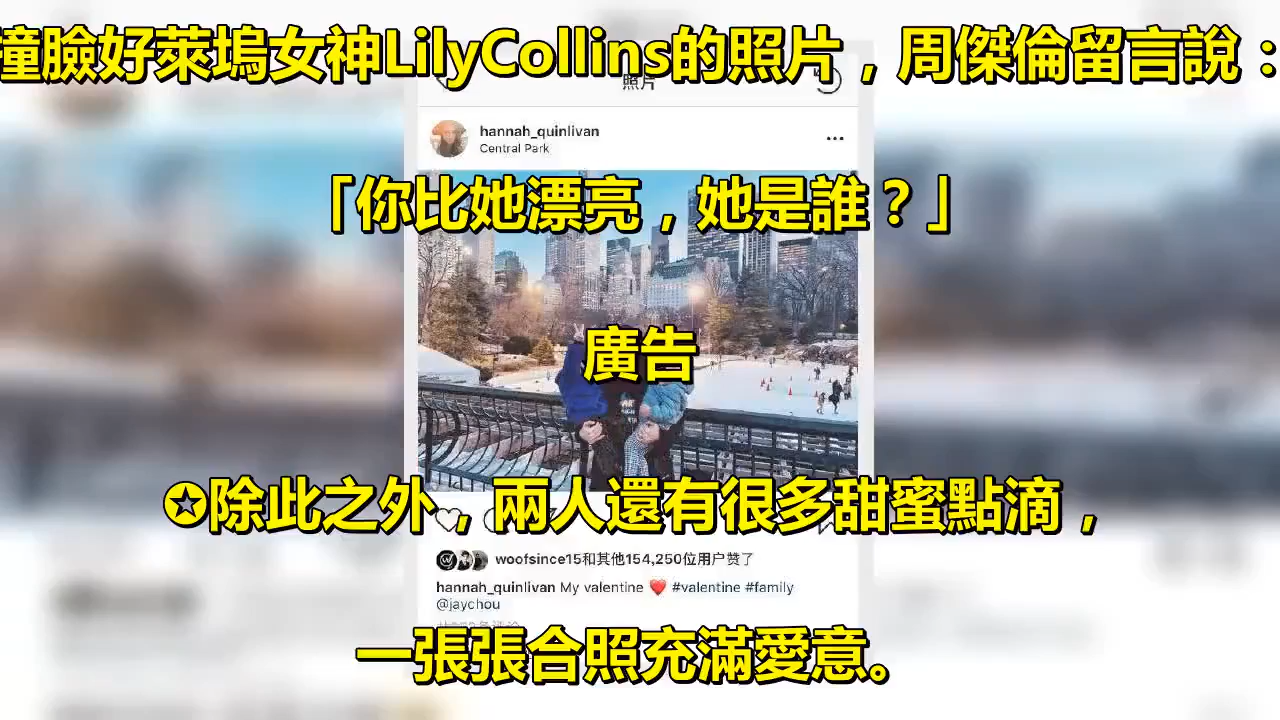 撞臉好萊塢女神LilyCollins的照片，周傑倫留言說：
照片
hannah_quinlivan
Central Park
「你比她漂亮，她是誰？」
廣告
✪除此之外，兩人還有很多甜蜜點滴，
woofsince15和其他154,250位用户赞了
hannah_quinlivan My valentine ❤️ #valentine #family
@jaychou
一張張合照充滿愛意。